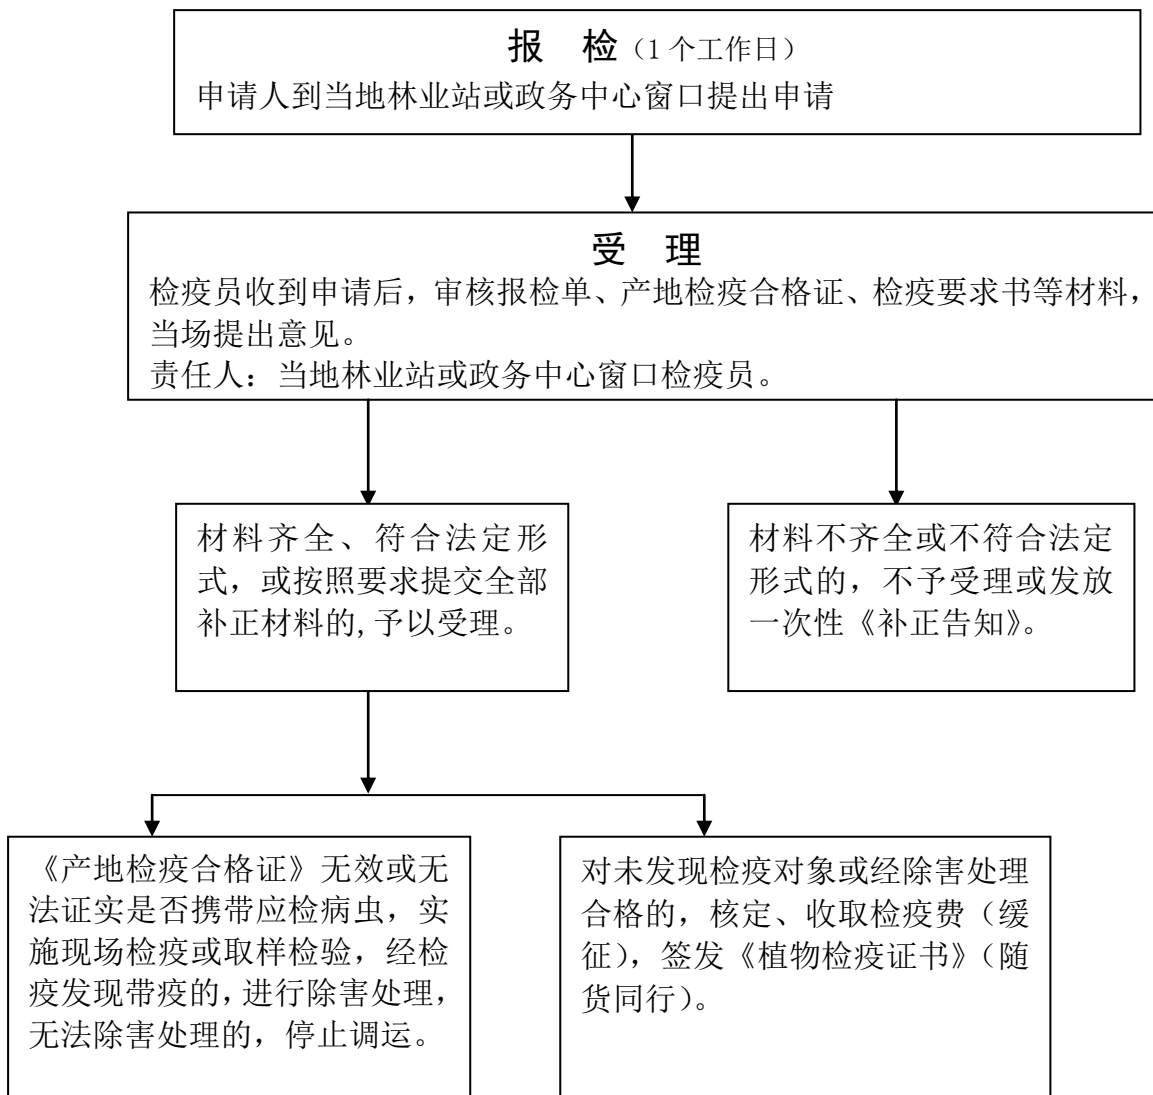 报　检（1 个工作日）
申请人到当地林业站或政务中心窗口提出申请
受　理
检疫员收到申请后，审核报检单、产地检疫合格证、检疫要求书等材料，
当场提出意见。
责任人：当地林业站或政务中心窗口检疫员。
材料齐全、符合法定形
式，或按照要求提交全部
补正材料的,予以受理。
材料不齐全或不符合法定
形式的，不予受理或发放
一次性《补正告知》。
《产地检疫合格证》无效或无
法证实是否携带应检病虫，实
施现场检疫或取样检验，经检
疫发现带疫的，进行除害处理，
无法除害处理的，停止调运。
对未发现检疫对象或经除害处理
合格的，核定、收取检疫费（缓
征），签发《植物检疫证书》（随
货同行）。